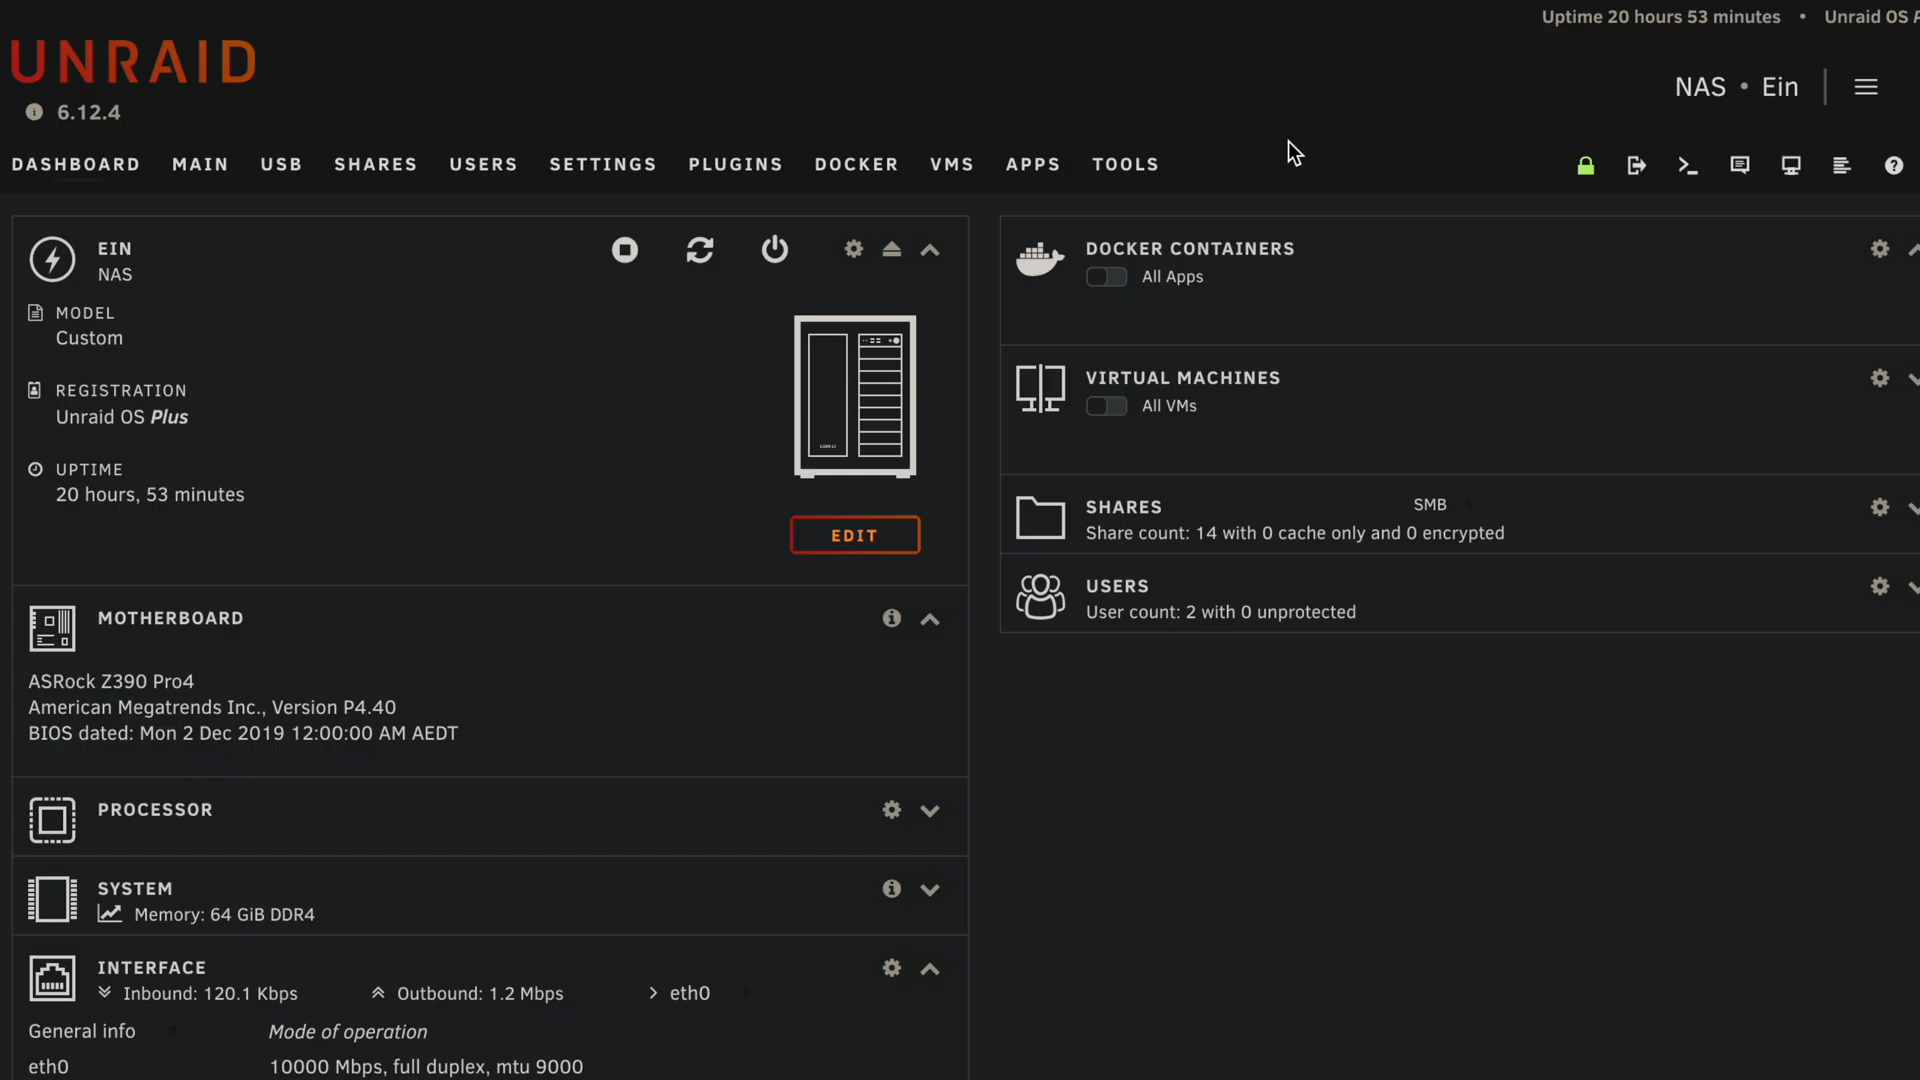 Uptime 20 hours 53 minutes • Unraid OS
UNRAID
6.12.4
NAS • Ein
DASHBOARD MAIN USB SHARES USERS SETTINGS PLUGINS DOCKER VMS APPS TOOLS
EIN
NAS
MODEL
Custom
REGISTRATION
Unraid OS Plus
UPTIME
20 hours, 53 minutes
EDIT
MOTHERBOARD
ASRock Z390 Pro4
American Megatrends Inc., Version P4.40
BIOS dated: Mon 2 Dec 2019 12:00:00 AM AEDT
PROCESSOR
SYSTEM
Memory: 64 GiB DDR4
INTERFACE
Inbound: 120.1 Kbps Outbound: 1.2 Mbps eth0
General info Mode of operation
eth0 10000 Mbps, full duplex, mtu 9000
DOCKER CONTAINERS
All Apps
VIRTUAL MACHINES
All VMs
SHARES SMB
Share count: 14 with 0 cache only and 0 encrypted
USERS
User count: 2 with 0 unprotected